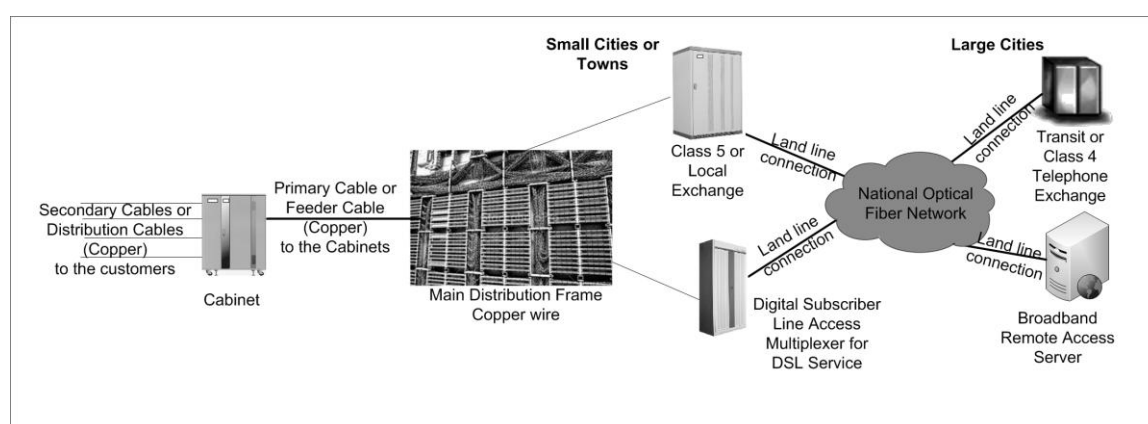 Small Cities or
Towns
Large Cities
Secondary Cables or
Distribution Cables
(Copper)
to the customers
Cabinet
Primary Cable or
Feeder Cable
(Copper)
to the Cabinets
Main Distribution Frame
Copper wire
Class 5 or
Local
Exchange
Land line
connection
Digital Subscriber
Line Access
Multiplexer for
DSL Service
Land line
connection
National Optical
Fiber Network
Land line
connection
Transit or
Class 4
Telephone
Exchange
Land line
connection
Broadband
Remote Access
Server